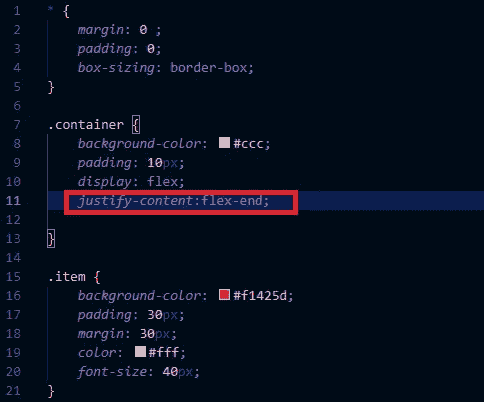 1 * {
2 margin: 0 ;
3 padding: 0;
4 box-sizing: border-box;
5 }
6
7 .container {
8 background-color: #ccc;
9 padding: 10px;
10 display: flex;
11 justify-content:flex-end;
12
13 }
14
15 .item {
16 background-color: #f1425d;
17 padding: 30px;
18 margin: 30px;
19 color: #fff;
20 font-size: 40px;
21 }